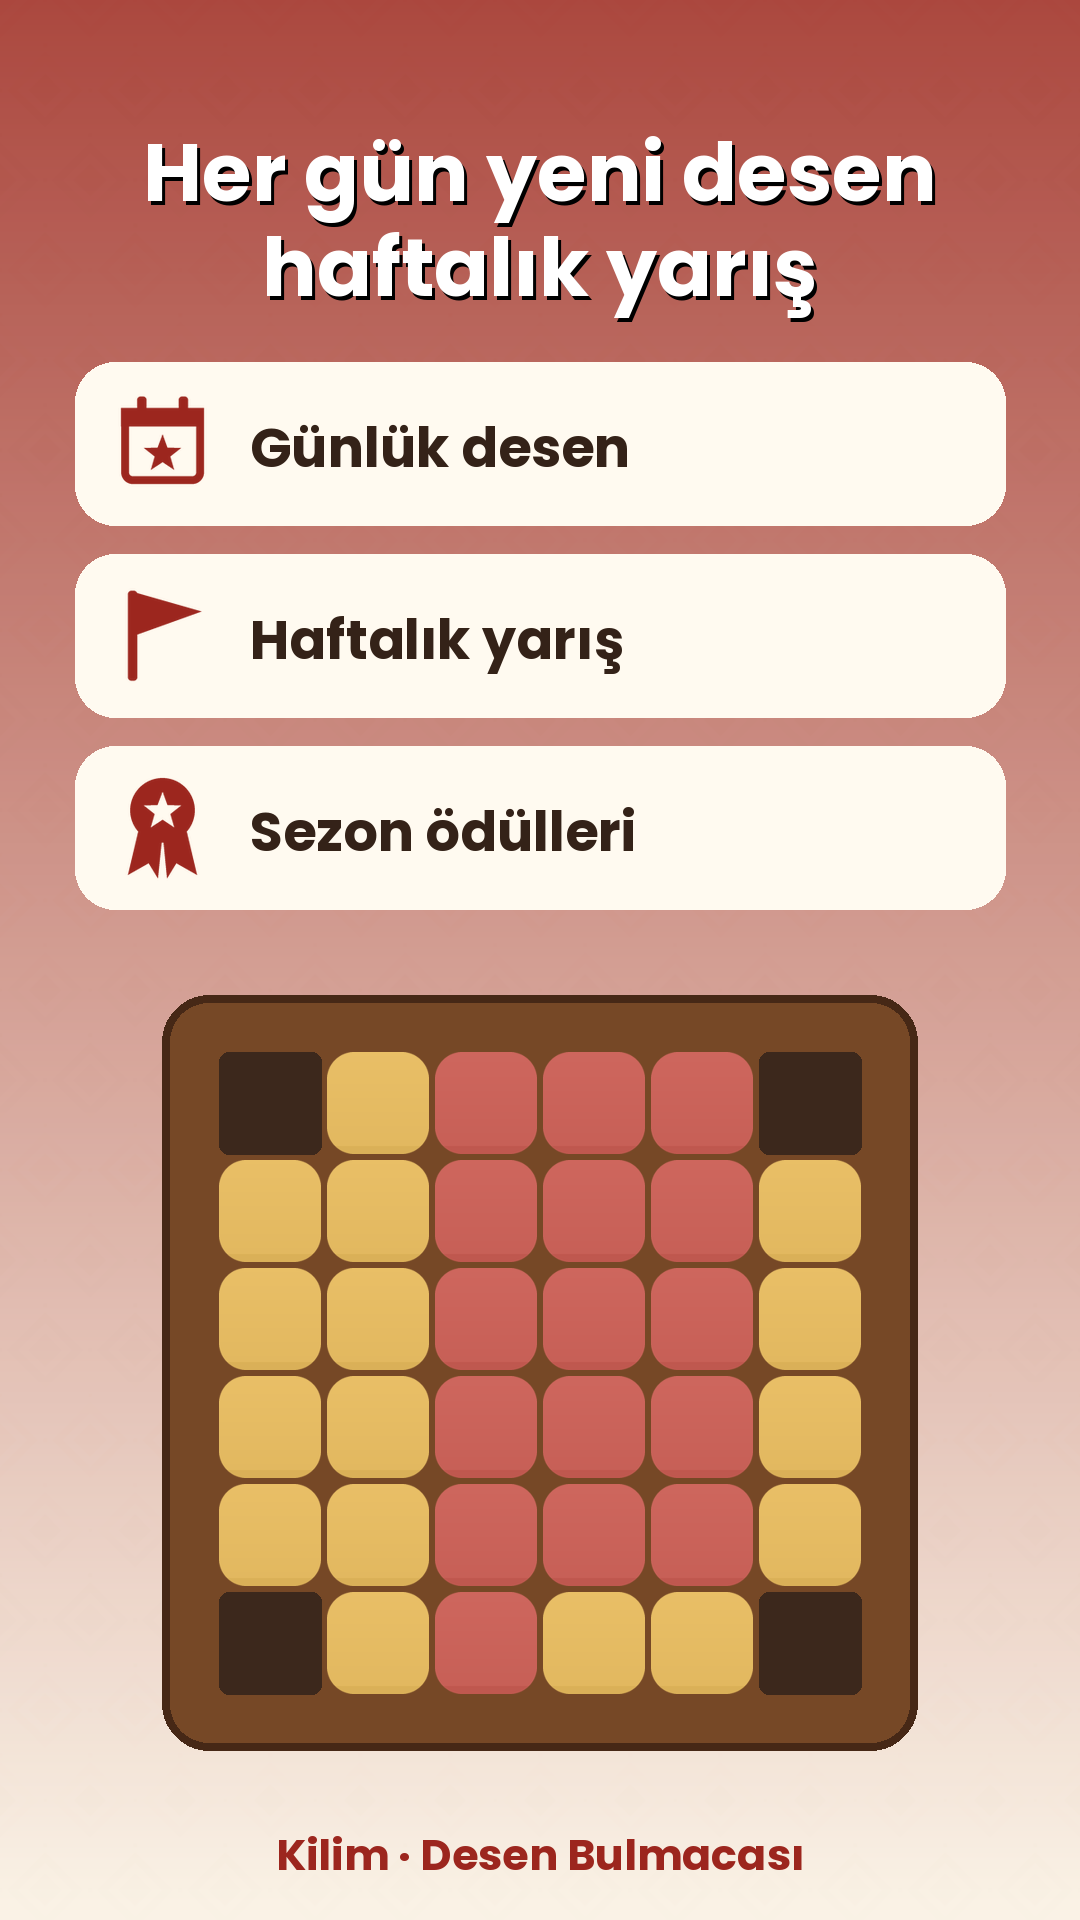 Her gün yeni desen
haftalık yarış
Günlük desen
Haftalık yarış
Sezon ödülleri
Kilim · Desen Bulmacası